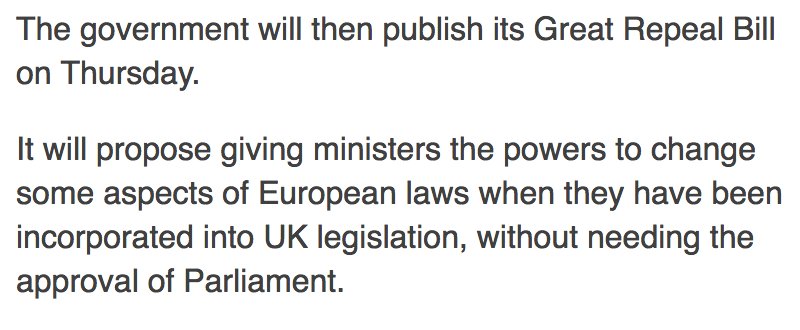 The government will then publish its Great Repeal Bill
on Thursday.
It will propose giving ministers the powers to change
some aspects of European laws when they have been
incorporated into UK legislation, without needing the
approval of Parliament.